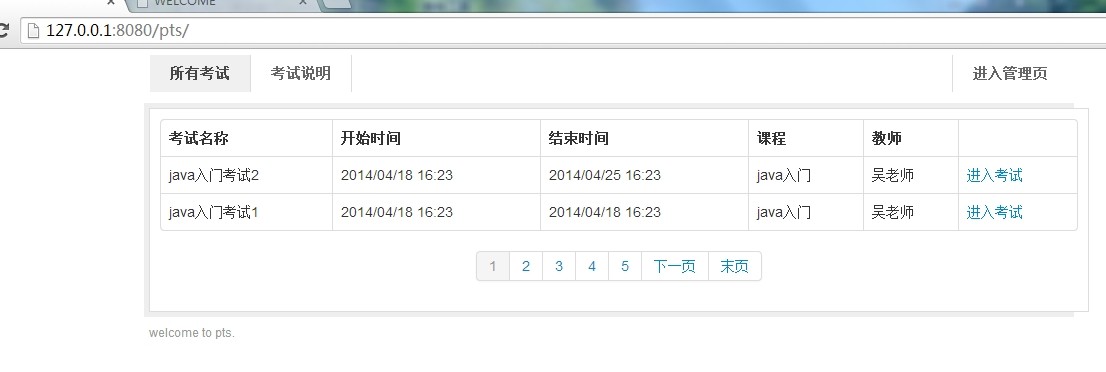 WELCOME
127.0.0.1:8080/pts/
所有考试 考试说明 进入管理页
考试名称 开始时间 结束时间 课程 教师
java入门考试2 2014/04/18 16:23 2014/04/25 16:23 java入门 吴老师 进入考试
java入门考试1 2014/04/18 16:23 2014/04/18 16:23 java入门 吴老师 进入考试
1 2 3 4 5 下一页 末页
welcome to pts.